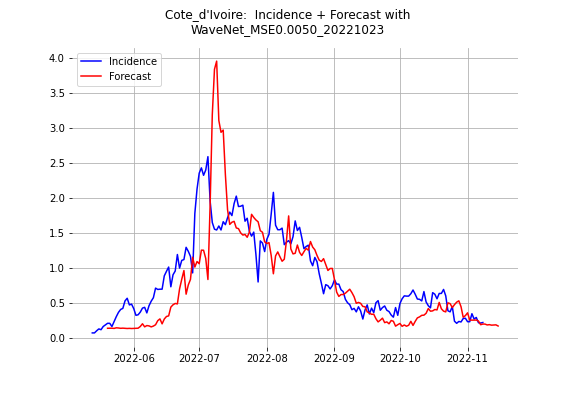 Cote_d'Ivoire:  Incidence + Forecast with
WaveNet_MSE0.0050_20221023
Incidence
Forecast
4.0
3.5
3.0
2.5
2.0
1.5
1.0
0.5
0.0
2022-06 2022-07 2022-08 2022-09 2022-10 2022-11